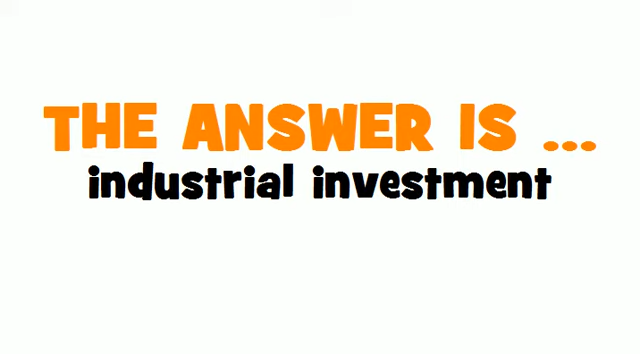 THE ANSWER IS ...
industrial investment